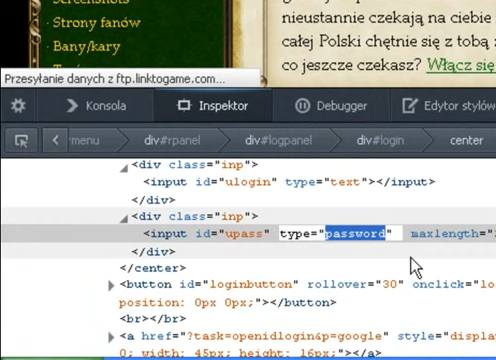 Strony fanów
nieustannie czekają na ciebie
Bany/kary
całej Polski chętnie się z tobą
co jeszcze czekasz? Włącz się
Przesyłanie danych z ftp.linktogame.com...
Konsola Inspektor Debugger Edytor stylów
menu div#rpanel div#logpanel div#login center
<div class="inp">
<input id="ulogin" type="text"></input>
</div>
<div class="inp">
<input id="upass" type="password" maxlength="
</div>
</center>
<button id="loginbutton" rollover="30" onclick="lo
position: 0px 0px;"></button>
<br></br>
<a href="?task=openidlogin&p=google" style="displa
0; width: 45px; height: 16px;"></a>